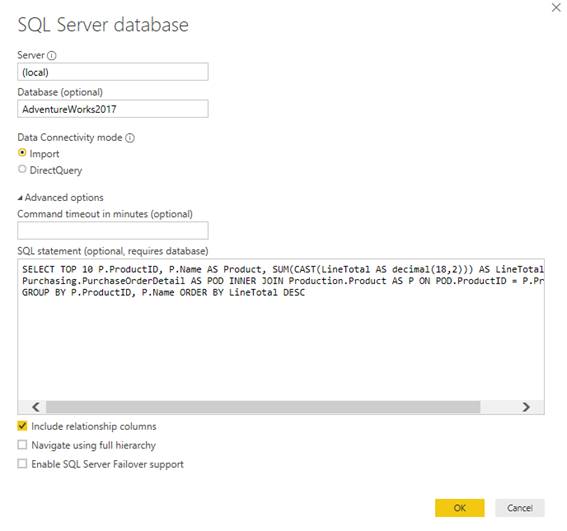 SQL Server database
Server
(local)
Database (optional)
AdventureWorks2017
Data Connectivity mode
Import
DirectQuery
Advanced options
Command timeout in minutes (optional)
SQL statement (optional, requires database)
SELECT TOP 10 P.ProductID, P.Name AS Product, SUM(CAST(LineTotal AS decimal(18,2))) AS LineTotal
Purchasing.PurchaseOrderDetail AS POD INNER JOIN Production.Product AS P ON POD.ProductID = P.Pr
GROUP BY P.ProductID, P.Name ORDER BY LineTotal DESC
Include relationship columns
Navigate using full hierarchy
Enable SQL Server Failover support
OK Cancel